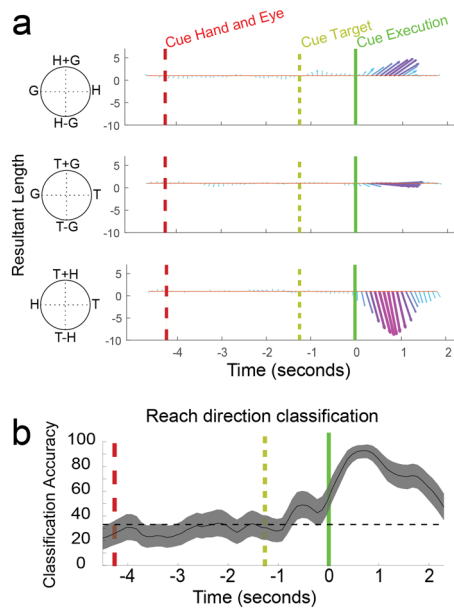 a
Cue Hand and Eye
Cue Target
Cue Execution
H+G
G H
H-G
5
0
-5
-10
T+G
G T
T-G
5
0
-5
-10
T+H
H T
T-H
5
0
-5
-10
Resultant Length
-4 -3 -2 -1 0 1 2
Time (seconds)
b
Reach direction classification
Classification Accuracy
100
80
60
40
20
0
-4 -3 -2 -1 0 1 2
Time (seconds)